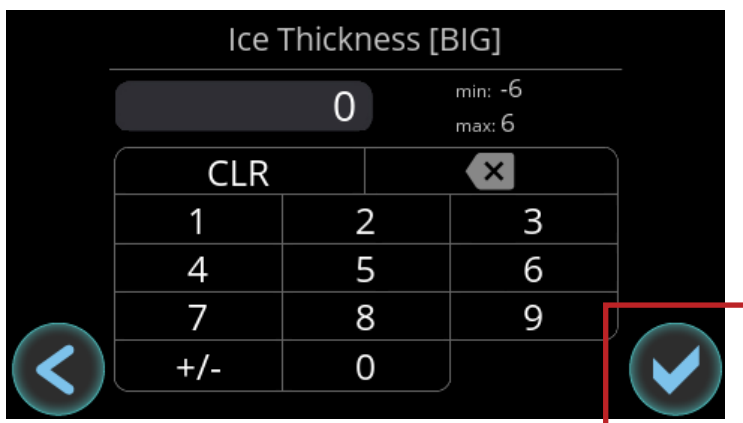 Ice Thickness [BIG]
0
min: -6
max: 6
CLR
1 2 3
4 5 6
7 8 9
+/- 0